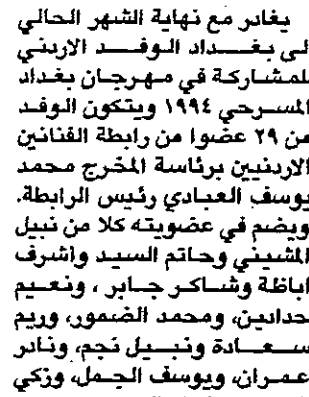 يغادر مع نهاية الشهر الحالي
لى بغداد الوفد الاردني
للمشاركة في مهرجان بغداد
المسرحي ١٩٩٤ ويتكون الوفد
من ٢٩ عضوا من رابطة الفنانين
الاردنيين برئاسة المخرج محمد
يوسف العبادي رئيس الرابطة.
ويضم في عضويته كلا من نبيل
المشيني وحاتم السيد واشرف
اباظة وشاكر جابر ، ونعيم
حدادين، ومحمد الضمور، وريم
سعادة ونبيل نجم، ونادر
عمران، ويوسف الجمل، وزكي